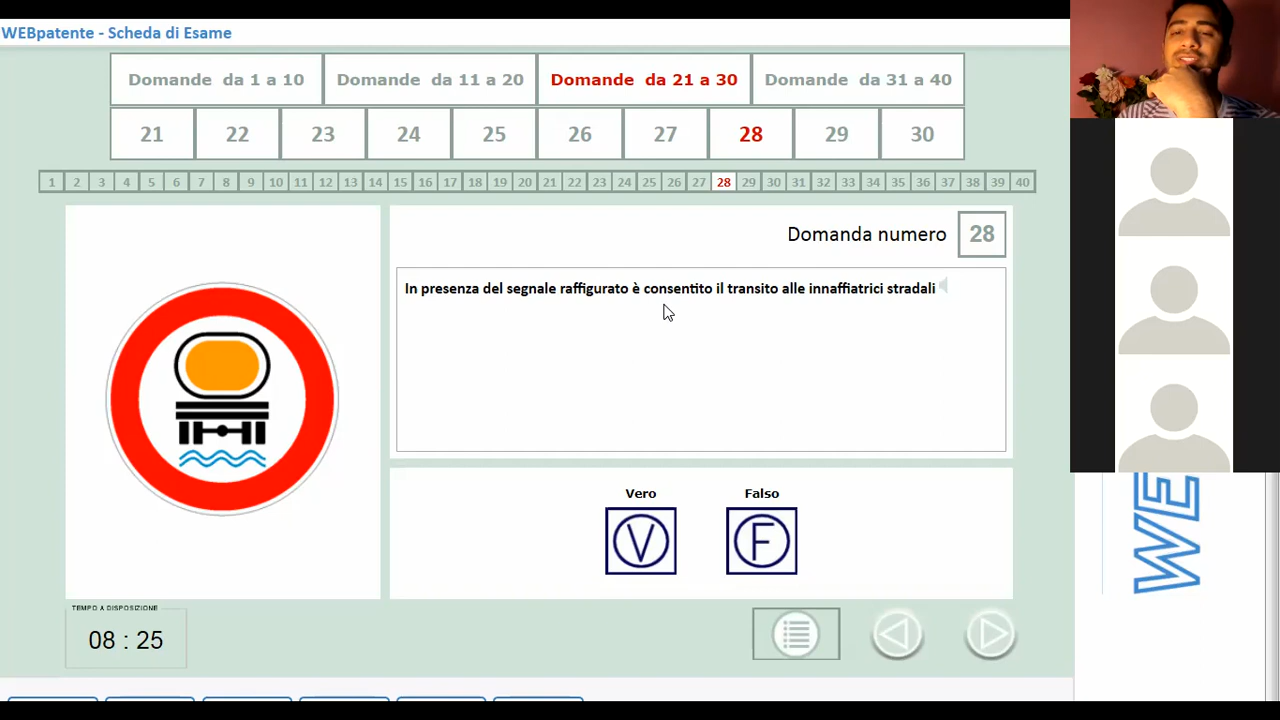 WEBpatente - Scheda di Esame
Domande da 1 a 10 Domande da 11 a 20 Domande da 21 a 30 Domande da 31 a 40
21 22 23 24 25 26 27 28 29 30
1 2 3 4 5 6 7 8 9 10 11 12 13 14 15 16 17 18 19 20 21 22 23 24 25 26 27 28 29 30 31 32 33 34 35 36 37 38 39 40
Domanda numero 28
In presenza del segnale raffigurato è consentito il transito alle innaffiatrici stradali
Vero Falso
V F
TEMPO A DISPOSIZIONE
08 : 25
WE